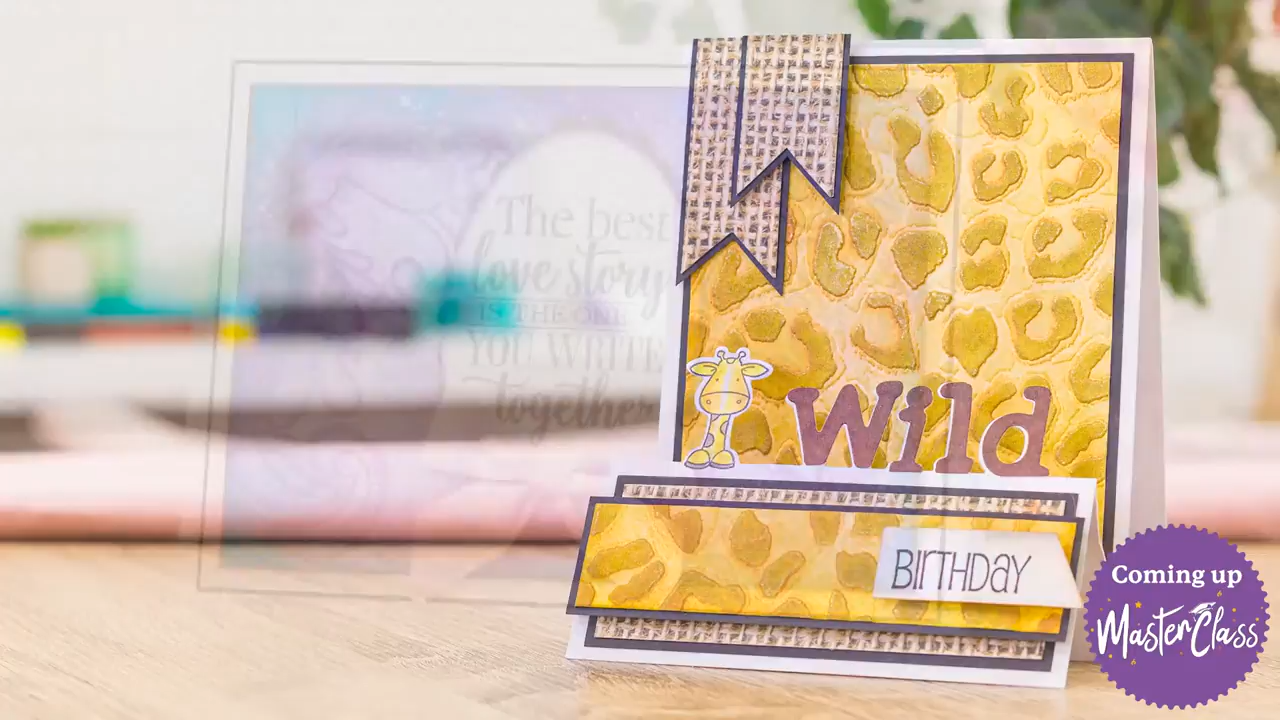 The best
love story
IS THE ONE
YOU WRITE
together
Wild
BIRTHDAY
Coming up
MasterClass